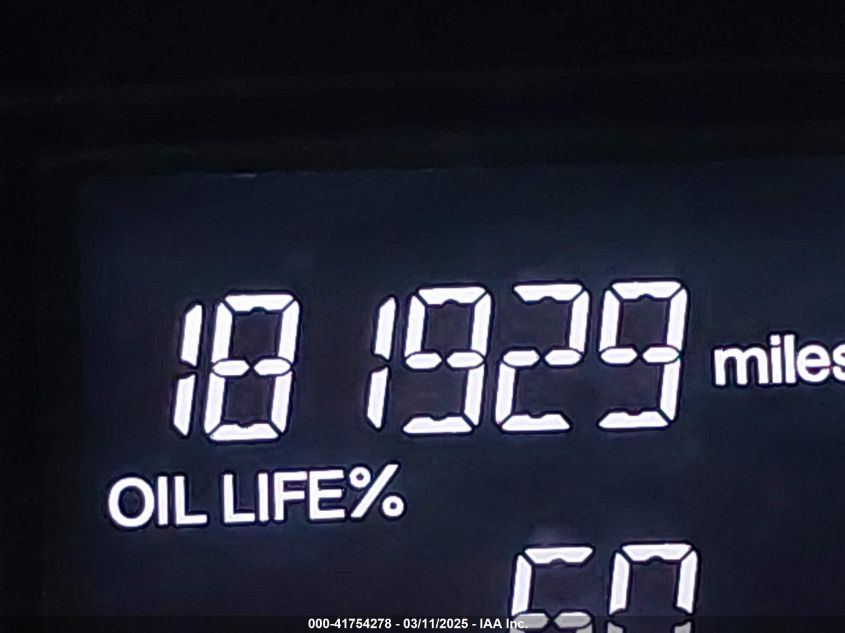 181929 miles
OIL LIFE%
000-41754278 - 03/11/2025 - IAA Inc.